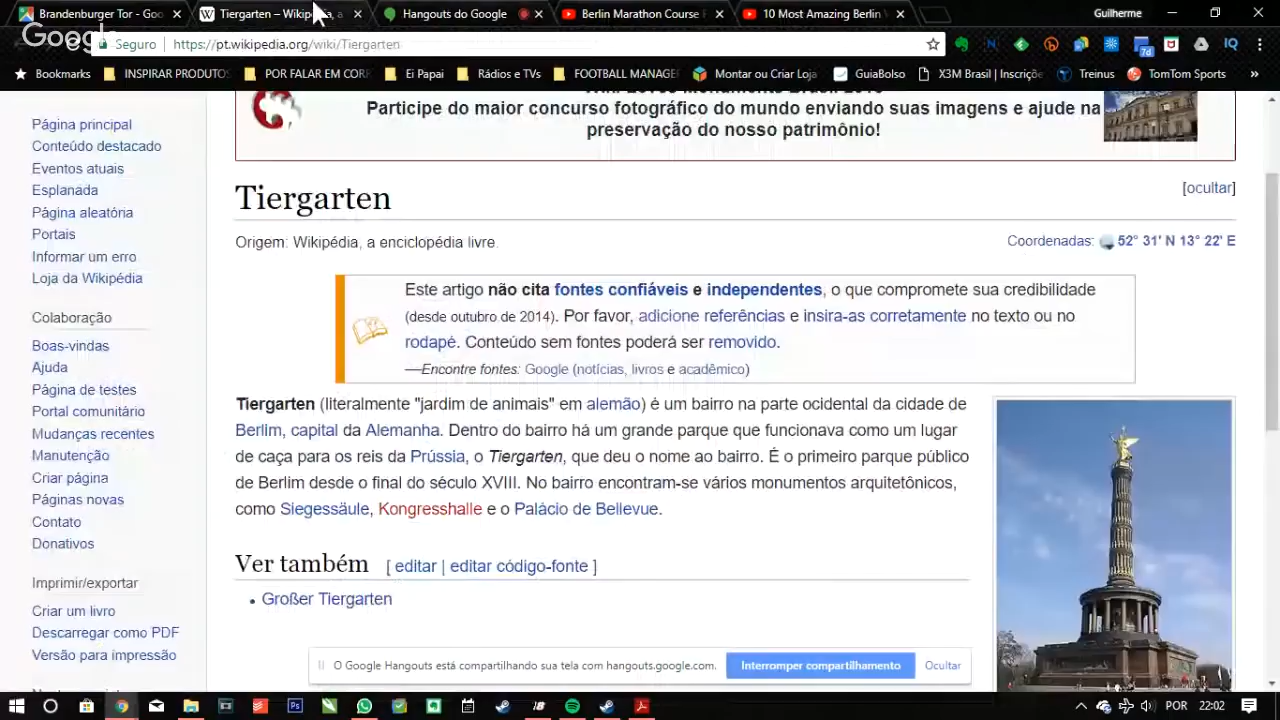 Brandenburger Tor - Goo
Tiergarten – Wikipédia, a
Hangouts do Google
Berlin Marathon Course F
10 Most Amazing Berlin
Guilherme
Google
Seguro
https://pt.wikipedia.org/wiki/Tiergarten
7d
IQ
Bookmarks
INSPIRAR PRODUTOS
POR FALAR EM CORR
Ei Papai
Rádios e TVs
FOOTBALL MANAGER
Montar ou Criar Loja
GuiaBolso
X3M Brasil | Inscriçõe
Treinus
TomTom Sports
»
Participe do maior concurso fotográfico do mundo enviando suas imagens e ajude na
preservação do nosso patrimônio!
Página principal
Conteúdo destacado
Eventos atuais
Esplanada
Página aleatória
Portais
Informar um erro
Loja da Wikipédia
Colaboração
Boas-vindas
Ajuda
Página de testes
Portal comunitário
Mudanças recentes
Manutenção
Criar página
Páginas novas
Contato
Donativos
Imprimir/exportar
Criar um livro
Descarregar como PDF
Versão para impressão
Tiergarten
[ocultar]
Origem: Wikipédia, a enciclopédia livre.
Coordenadas: 52° 31' N 13° 22' E
Este artigo não cita fontes confiáveis e independentes, o que compromete sua credibilidade
(desde outubro de 2014). Por favor, adicione referências e insira-as corretamente no texto ou no
rodapé. Conteúdo sem fontes poderá ser removido.
—Encontre fontes: Google (notícias, livros e acadêmico)
Tiergarten (literalmente "jardim de animais" em alemão) é um bairro na parte ocidental da cidade de
Berlim, capital da Alemanha. Dentro do bairro há um grande parque que funcionava como um lugar
de caça para os reis da Prússia, o Tiergarten, que deu o nome ao bairro. É o primeiro parque público
de Berlim desde o final do século XVIII. No bairro encontram-se vários monumentos arquitetônicos,
como Siegessäule, Kongresshalle e o Palácio de Bellevue.
Ver também [ editar | editar código-fonte ]
Großer Tiergarten
O Google Hangouts está compartilhando sua tela com hangouts.google.com.
Interromper compartilhamento
Ocultar
POR
22:02